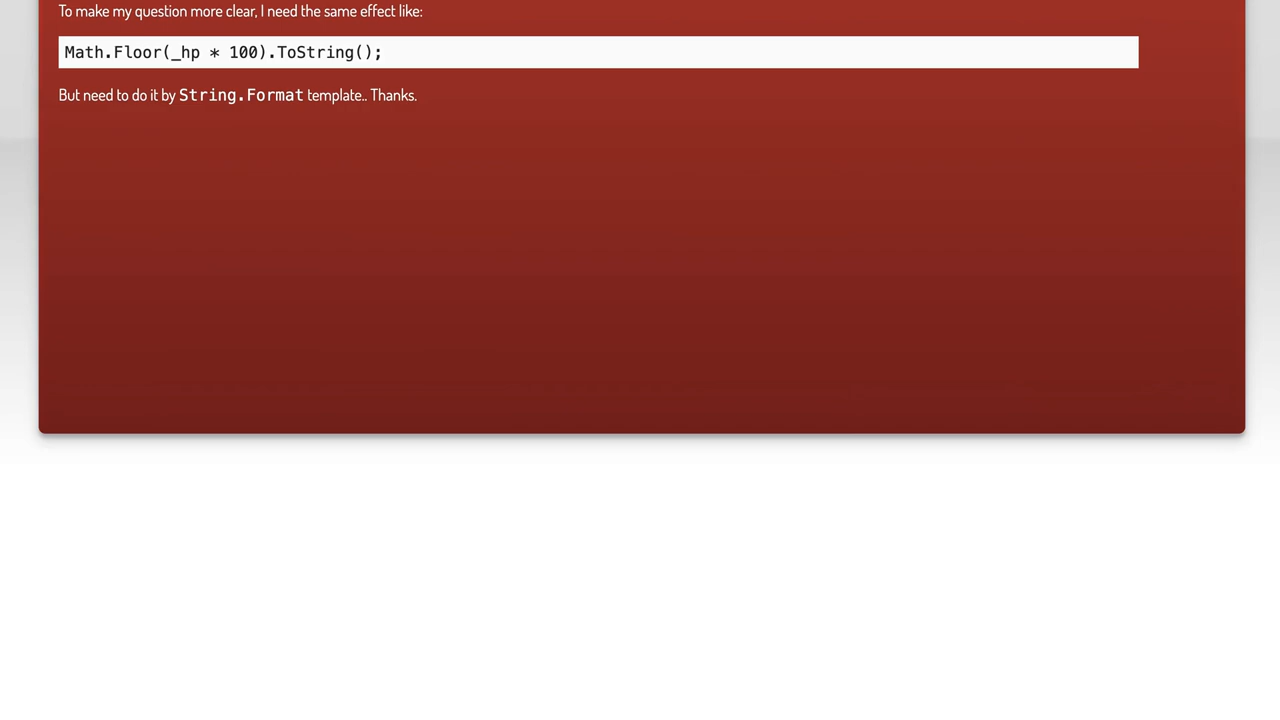 To make my question more clear, I need the same effect like:
Math.Floor(_hp * 100).ToString();
But need to do it by String.Format template.. Thanks.